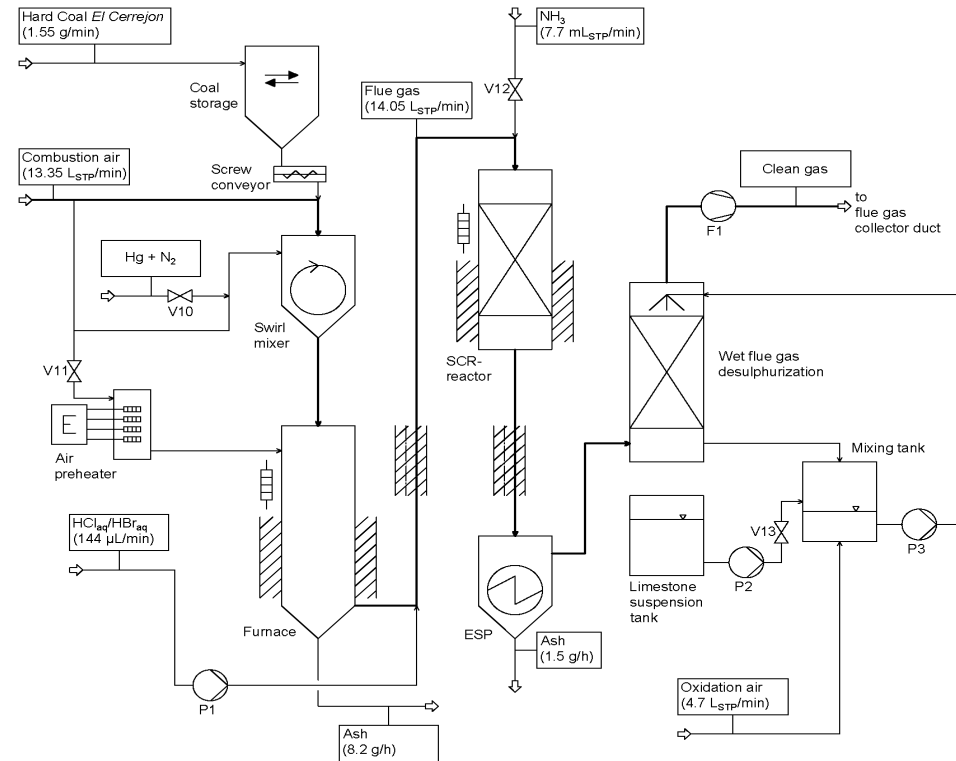 Hard Coal El Cerrejon
(1.55 g/min)
Coal
storage
Screw
conveyor
Combustion air
(13.35 LSTP/min)
Hg + N2
V10
Swirl
mixer
V11
E
Air
preheater
HClaq/HBraq
(144 µL/min)
Furnace
P1
Ash
(8.2 g/h)
Flue gas
(14.05 LSTP/min)
NH3
(7.7 mLSTP/min)
V12
SCR-
reactor
ESP
Ash
(1.5 g/h)
Clean gas
F1
to
flue gas
collector duct
Wet flue gas
desulphurization
Mixing tank
V13
P2
P3
Limestone
suspension
tank
Oxidation air
(4.7 LSTP/min)